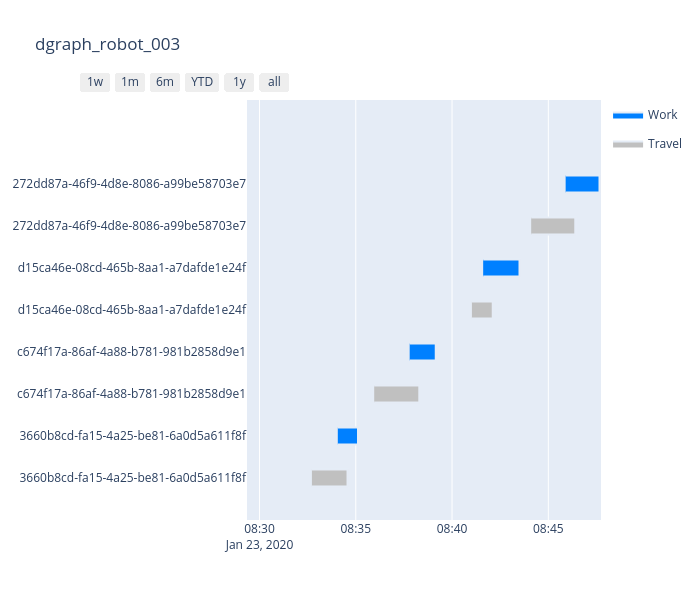 dgraph_robot_003
1w 1m 6m YTD 1y all
Work
Travel
272dd87a-46f9-4d8e-8086-a99be58703e7
272dd87a-46f9-4d8e-8086-a99be58703e7
d15ca46e-08cd-465b-8aa1-a7dafde1e24f
d15ca46e-08cd-465b-8aa1-a7dafde1e24f
c674f17a-86af-4a88-b781-981b2858d9e1
c674f17a-86af-4a88-b781-981b2858d9e1
3660b8cd-fa15-4a25-be81-6a0d5a611f8f
3660b8cd-fa15-4a25-be81-6a0d5a611f8f
08:30 08:35 08:40 08:45
Jan 23, 2020